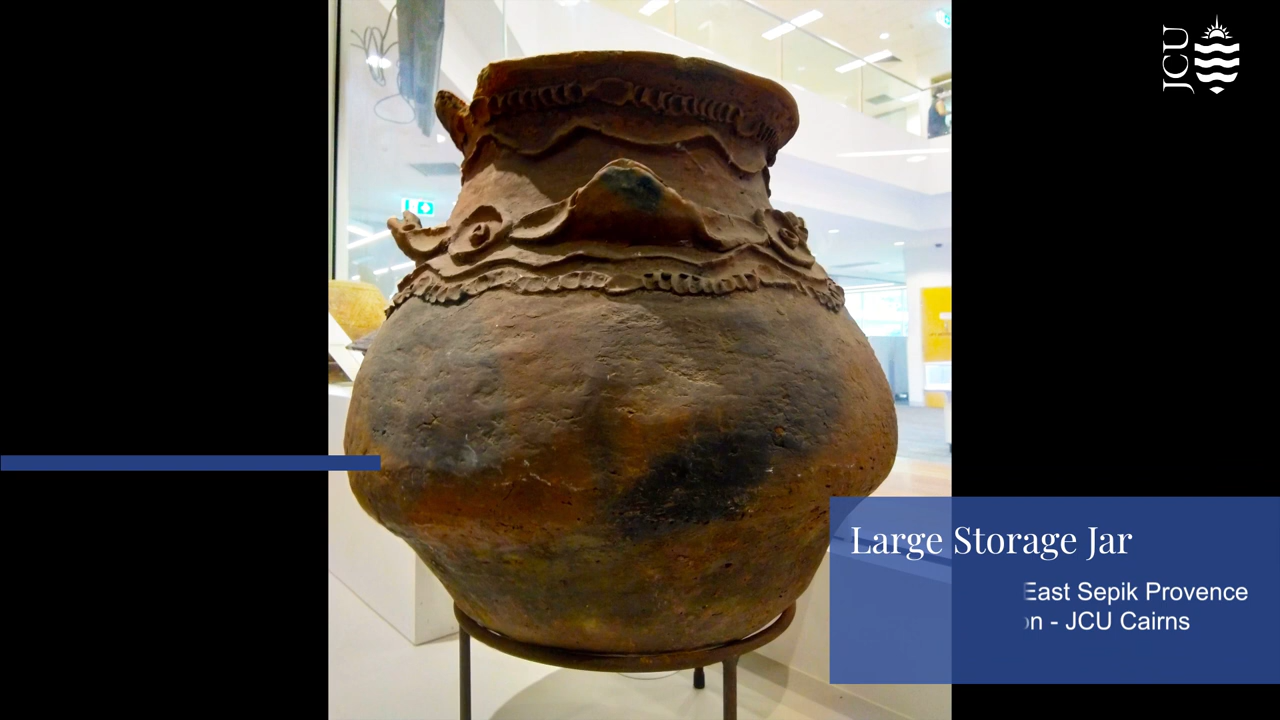 JCU
Large Storage Jar
East Sepik Provence
- JCU Cairns